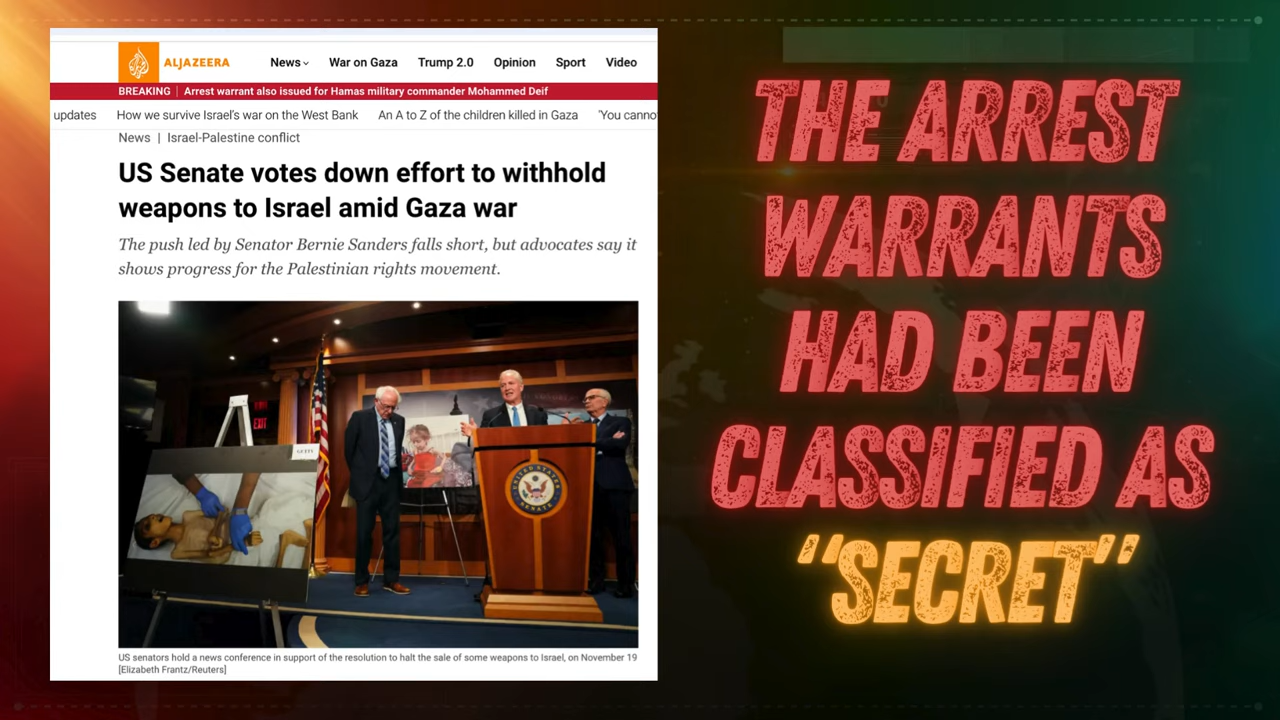 ALJAZEERA
News War on Gaza Trump 2.0 Opinion Sport Video
BREAKING | Arrest warrant also issued for Hamas military commander Mohammed Deif
updates How we survive Israel's war on the West Bank An A to Z of the children killed in Gaza 'You canno
News | Israel-Palestine conflict
US Senate votes down effort to withhold
weapons to Israel amid Gaza war
The push led by Senator Bernie Sanders falls short, but advocates say it
shows progress for the Palestinian rights movement.
EXIT
UNITED STATES
SENATE
US senators hold a news conference in support of the resolution to halt the sale of some weapons to Israel, on November 19
[Elizabeth Frantz/Reuters]
THE ARREST
WARRANTS
HAD BEEN
CLASSIFIED AS
“SECRET”